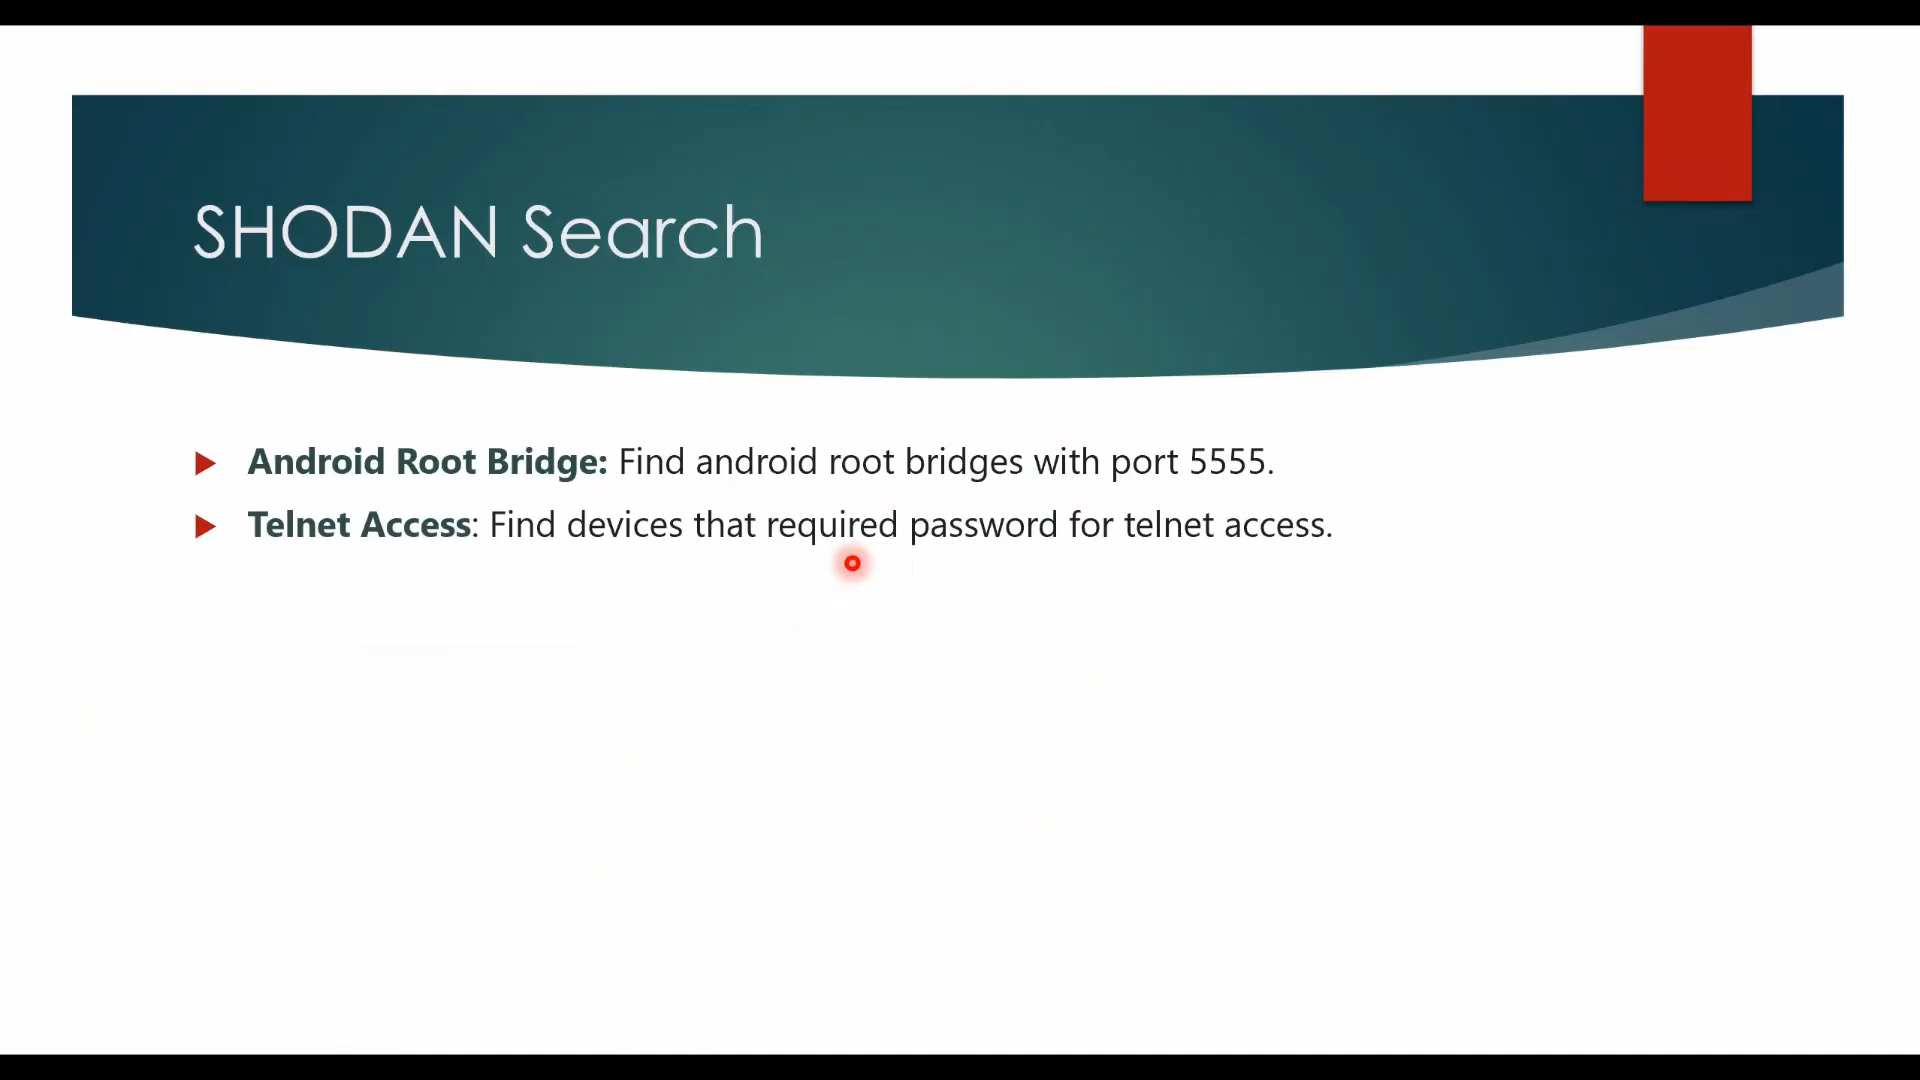 SHODAN Search
Android Root Bridge: Find android root bridges with port 5555.
Telnet Access: Find devices that required password for telnet access.